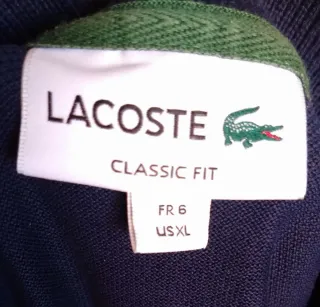 LACOSTE
CLASSIC FIT
FR 6
US XL